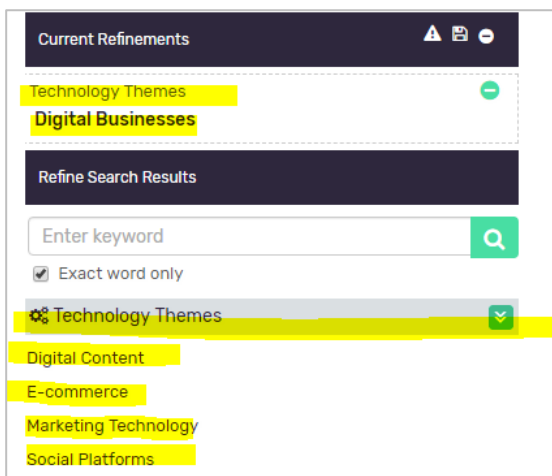 Current Refinements
Technology Themes
Digital Businesses
Refine Search Results
Enter keyword
Exact word only
Technology Themes
Digital Content
E-commerce
Marketing Technology
Social Platforms